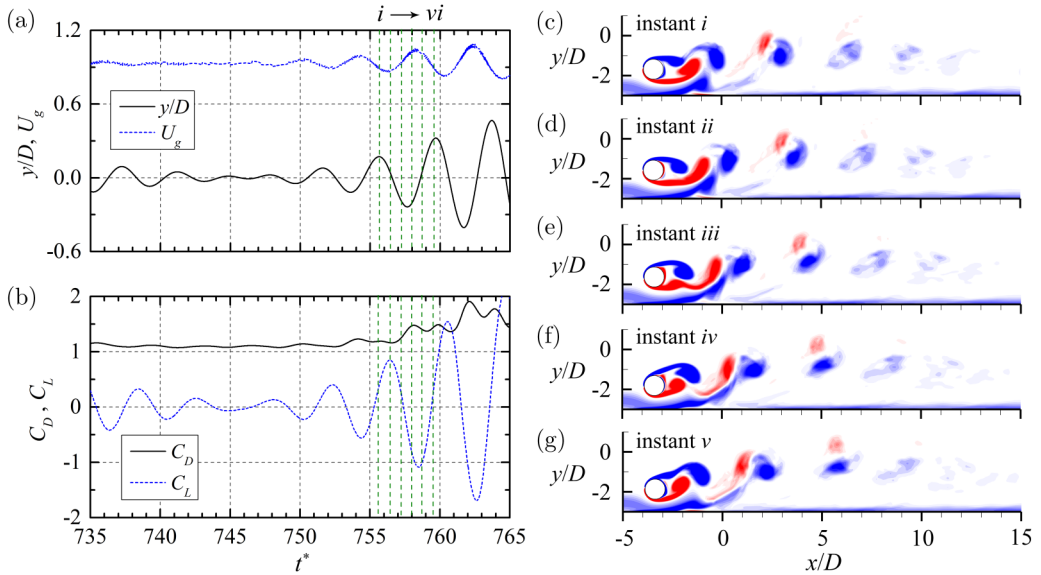 (a)
i → vi
1.2
0.6
0.0
-0.6
y/D, U_g
y/D
U_g
(b)
2
1
0
-1
-2
C_D, C_L
C_D
C_L
735 740 745 750 755 760 765
t*
(c)
instant i
0
-2
y/D
(d)
instant ii
0
-2
y/D
(e)
instant iii
0
-2
y/D
(f)
instant iv
0
-2
y/D
(g)
instant v
0
-2
y/D
-5 0 5 10 15
x/D